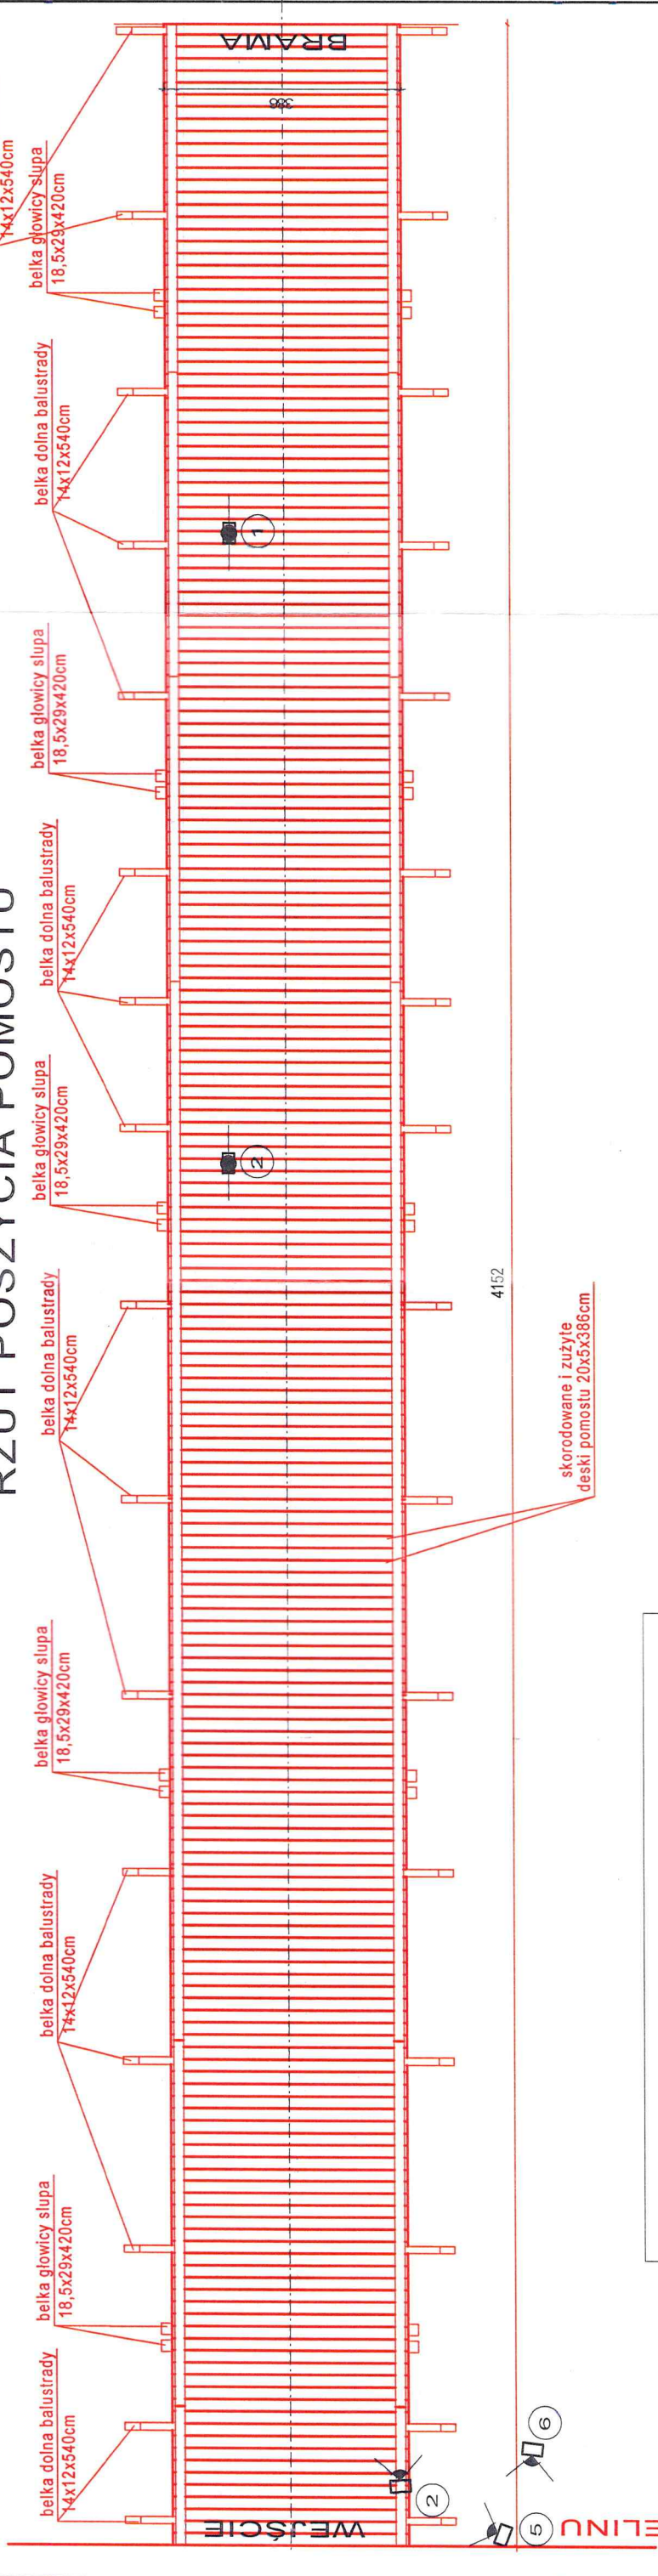 RZUT POSZYCIA POMOSTU
belka dolna balustrady
14x12x540cm
belka głowicy słupa
18,5x29x420cm
belka dolna balustrady
14x12x540cm
belka głowicy słupa
18,5x29x420cm
belka dolna balustrady
14x12x540cm
belka głowicy słupa
18,5x29x420cm
belka dolna balustrady
14x12x540cm
belka głowicy słupa
18,5x29x420cm
belka dolna balustrady
14x12x540cm
belka głowicy słupa
18,5x29x420cm
14x12x540cm
WEJŚCIE
BRAMA
386
2
1
2
4152
skorodowane i zużyte
deski pomostu 20x5x386cm
5
6
ELINU